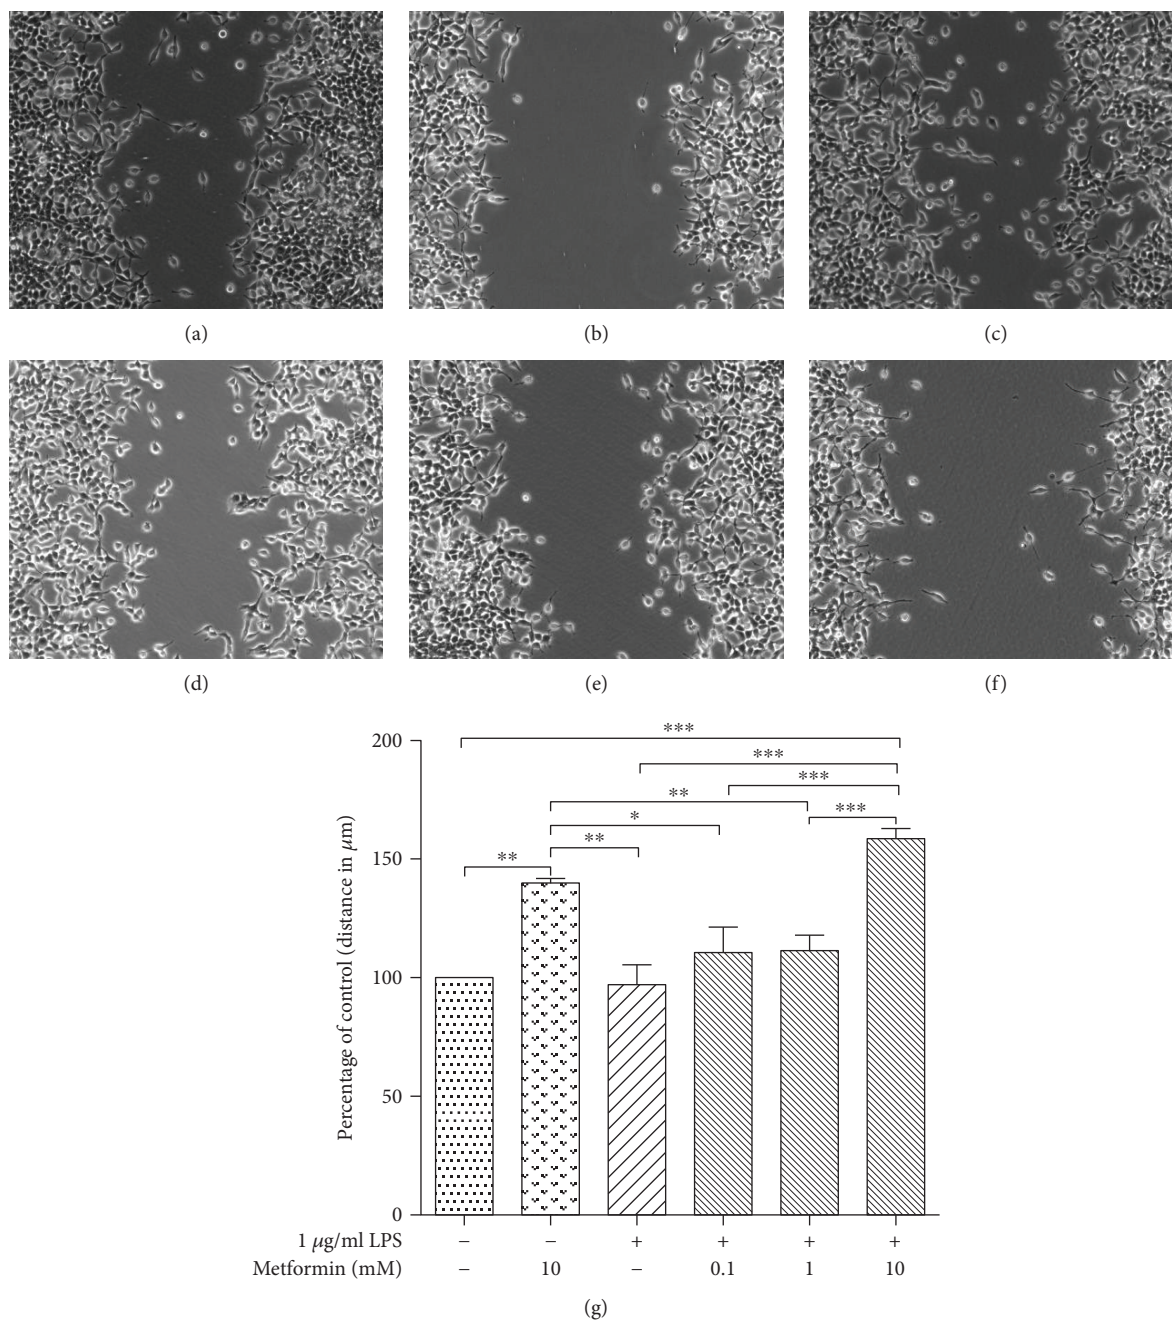 (a)
(b)
(c)
(d)
(e)
(f)
Percentage of control (distance in μm)
200
150
100
50
0
***
***
***
**
***
*
**
**
1 μg/ml LPS – – + + + +
Metformin (mM) – 10 – 0.1 1 10
(g)